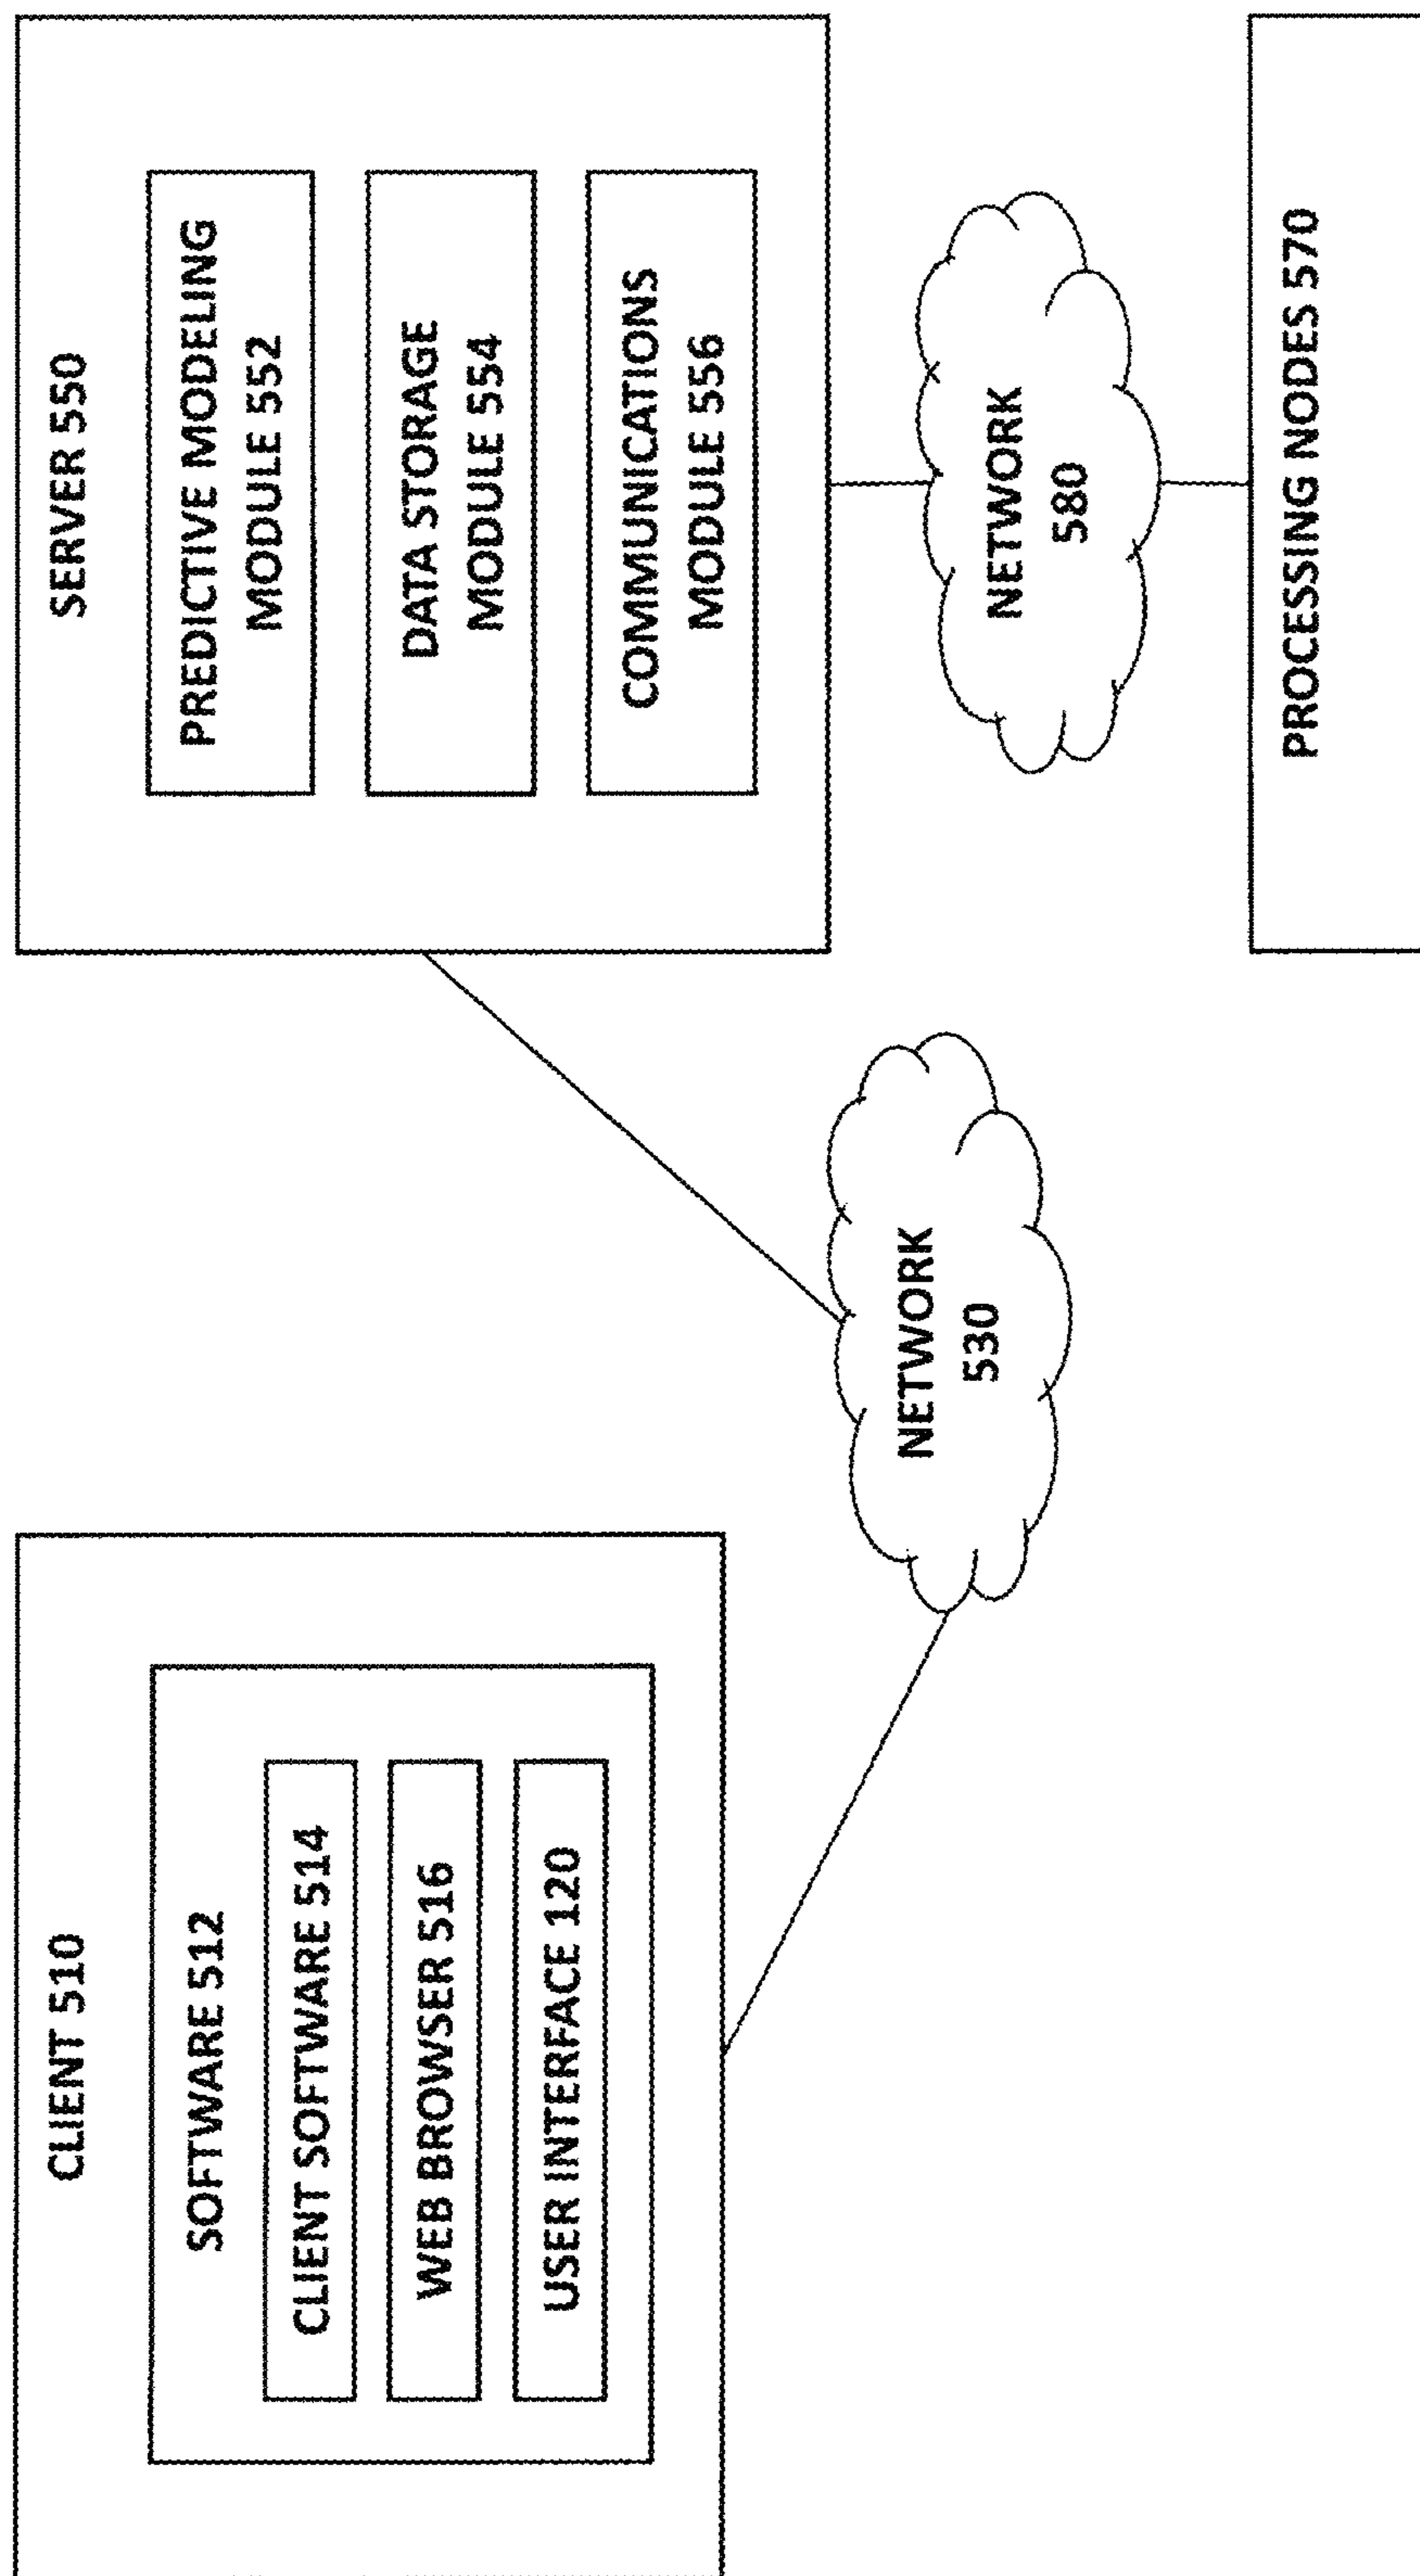 CLIENT 510
SOFTWARE 512
CLIENT SOFTWARE 514
WEB BROWSER 516
USER INTERFACE 120
NETWORK
530
SERVER 550
PREDICTIVE MODELING
MODULE 552
DATA STORAGE
MODULE 554
COMMUNICATIONS
MODULE 556
NETWORK
580
PROCESSING NODES 570